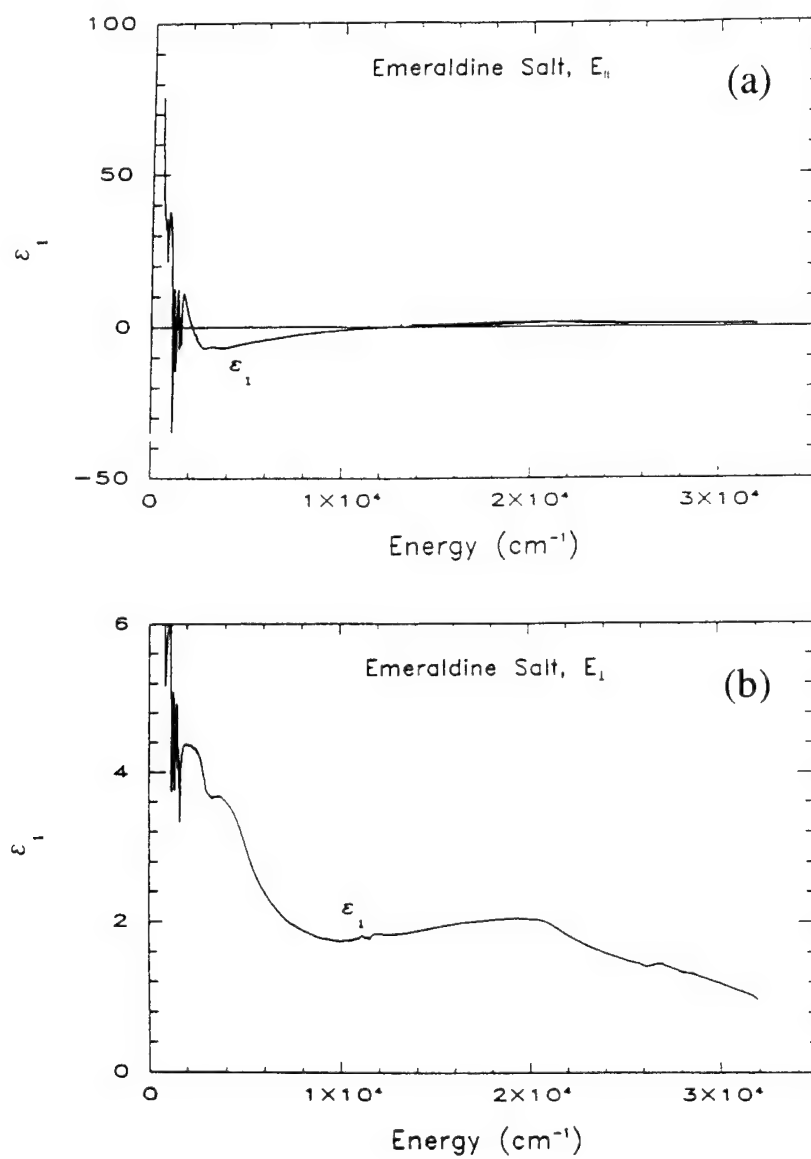 100
Emeraldine Salt, E∥
(a)
50
ε₁
0
ε₁
−50
0 1×10⁴ 2×10⁴ 3×10⁴
Energy (cm⁻¹)
6
Emeraldine Salt, E⊥
(b)
4
ε₁
ε₁
2
0
0 1×10⁴ 2×10⁴ 3×10⁴
Energy (cm⁻¹)